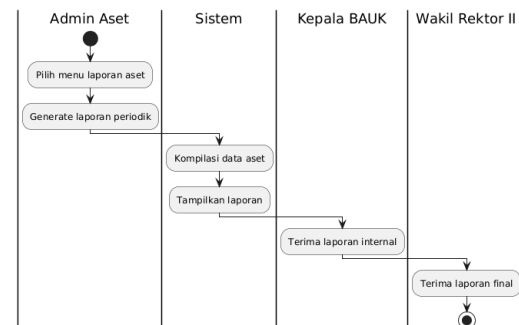 Admin Aset
Sistem
Kepala BAUK
Wakil Rektor II
Pilih menu laporan aset
Generate laporan periodik
Kompilasi data aset
Tampilkan laporan
Terima laporan internal
Terima laporan final